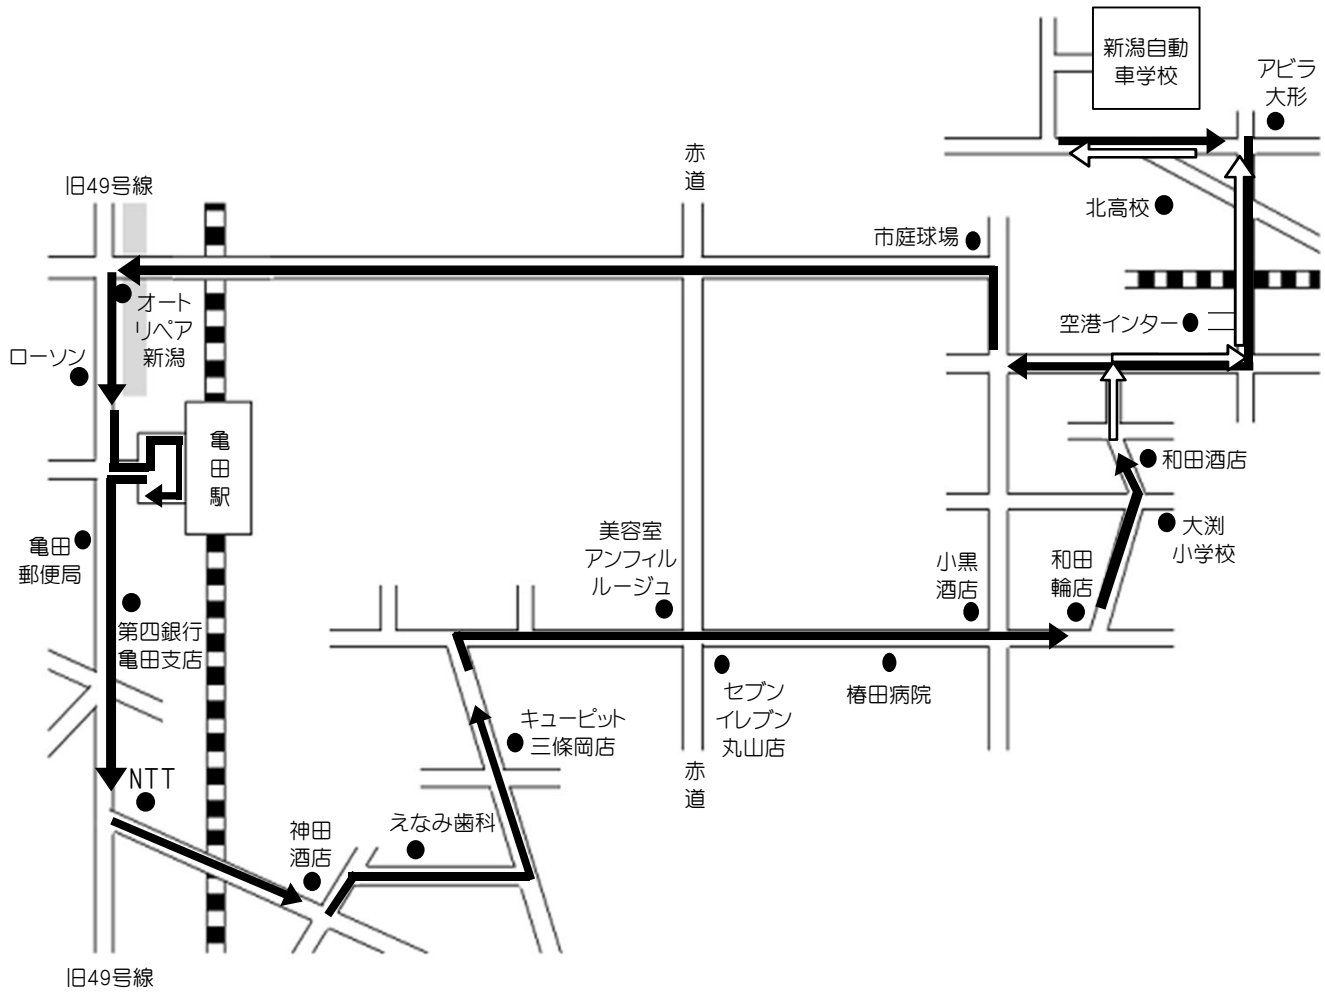 新潟自動
車学校
アビラ
大形
赤
道
旧49号線
北高校
市庭球場
オート
リペア
新潟
空港インター
ローソン
亀
田
駅
和田酒店
美容室
アンフィル
ルージュ
大渕
小学校
亀田
郵便局
小黒
酒店
和田
輪店
第四銀行
亀田支店
セブン
イレブン
丸山店
椿田病院
キューピット
三條岡店
NTT
赤
道
神田
酒店
えなみ歯科
旧49号線